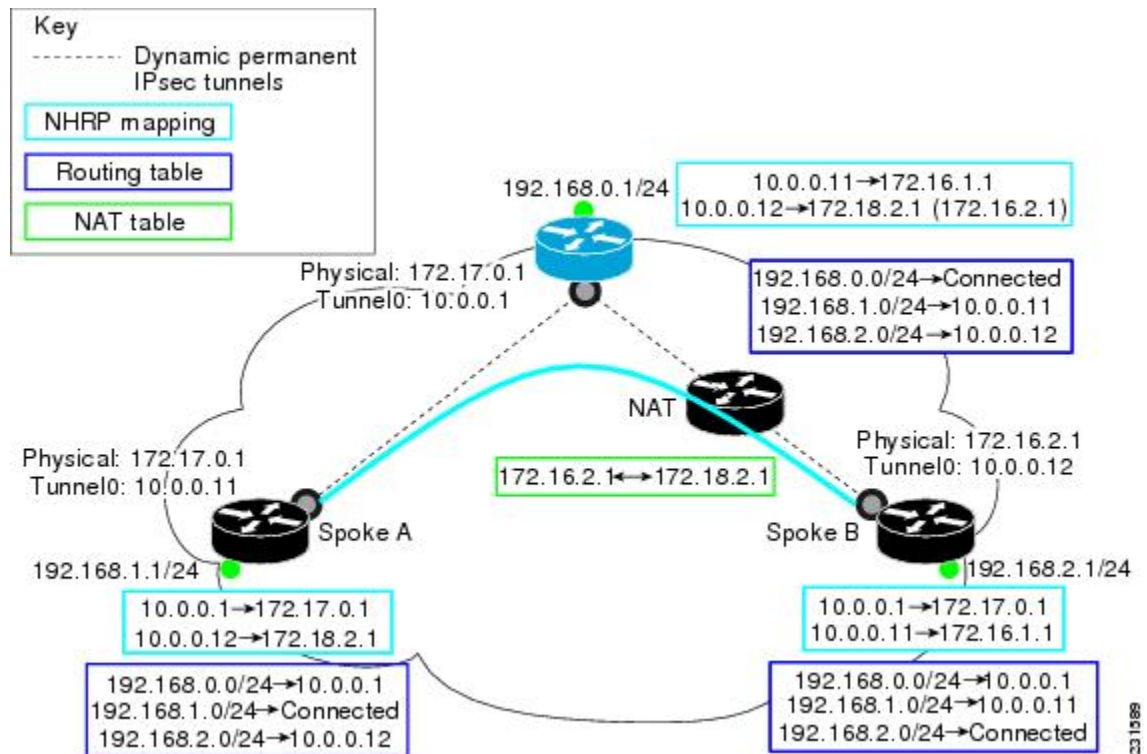 Key
Dynamic permanent
IPsec tunnels
NHRP mapping
Routing table
NAT table
192.168.0.1/24
10.0.0.11→172.16.1.1
10.0.0.12→172.18.2.1 (172.16.2.1)
Physical: 172.17.0.1
Tunnel0: 10.0.0.1
192.168.0.0/24→Connected
192.168.1.0/24→10.0.0.11
192.168.2.0/24→10.0.0.12
NAT
Physical: 172.17.0.1
Tunnel0: 10.0.0.11
172.16.2.1↔172.18.2.1
Physical: 172.16.2.1
Tunnel0: 10.0.0.12
Spoke A
Spoke B
192.168.1.1/24
192.168.2.1/24
10.0.0.1→172.17.0.1
10.0.0.12→172.18.2.1
10.0.0.1→172.17.0.1
10.0.0.11→172.16.1.1
192.168.0.0/24→10.0.0.1
192.168.1.0/24→Connected
192.168.2.0/24→10.0.0.12
192.168.0.0/24→10.0.0.1
192.168.1.0/24→10.0.0.11
192.168.2.0/24→Connected